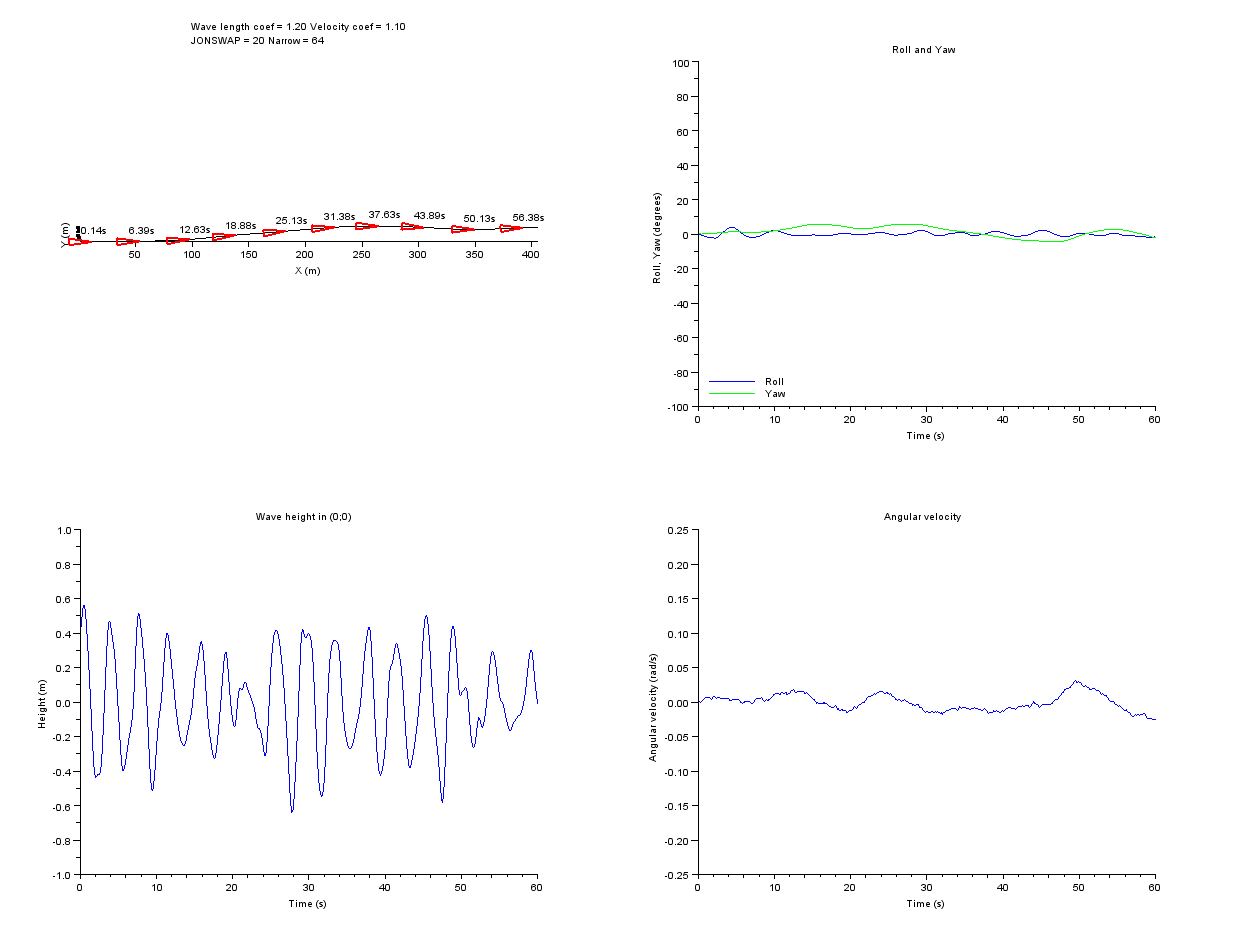 Wave length coef = 1.20 Velocity coef = 1.10
JONSWAP = 20 Narrow = 64
Y (m)
0.14s 6.39s 12.63s 18.88s 25.13s 31.38s 37.63s 43.89s 50.13s 56.38s
50 100 150 200 250 300 350 400
X (m)
Roll and Yaw
100
80
60
40
20
0
-20
-40
-60
-80
-100
Roll, Yaw (degrees)
Roll
Yaw
0 10 20 30 40 50 60
Time (s)
Wave height in (0;0)
1.0
0.8
0.6
0.4
0.2
0.0
-0.2
-0.4
-0.6
-0.8
-1.0
Height (m)
0 10 20 30 40 50 60
Time (s)
Angular velocity
0.25
0.20
0.15
0.10
0.05
0.00
-0.05
-0.10
-0.15
-0.20
-0.25
Angular velocity (rad/s)
0 10 20 30 40 50 60
Time (s)